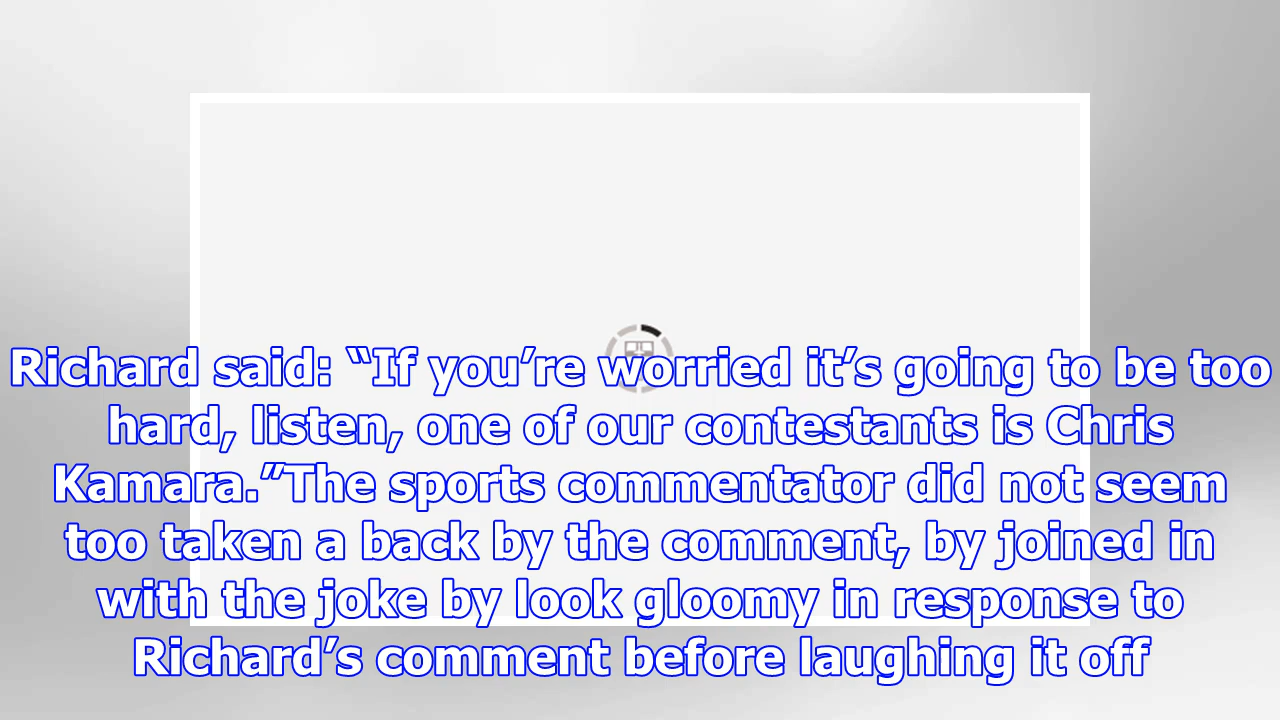 Richard said: “If you’re worried it’s going to be too
hard, listen, one of our contestants is Chris
Kamara.”The sports commentator did not seem
too taken a back by the comment, by joined in
with the joke by look gloomy in response to
Richard’s comment before laughing it off